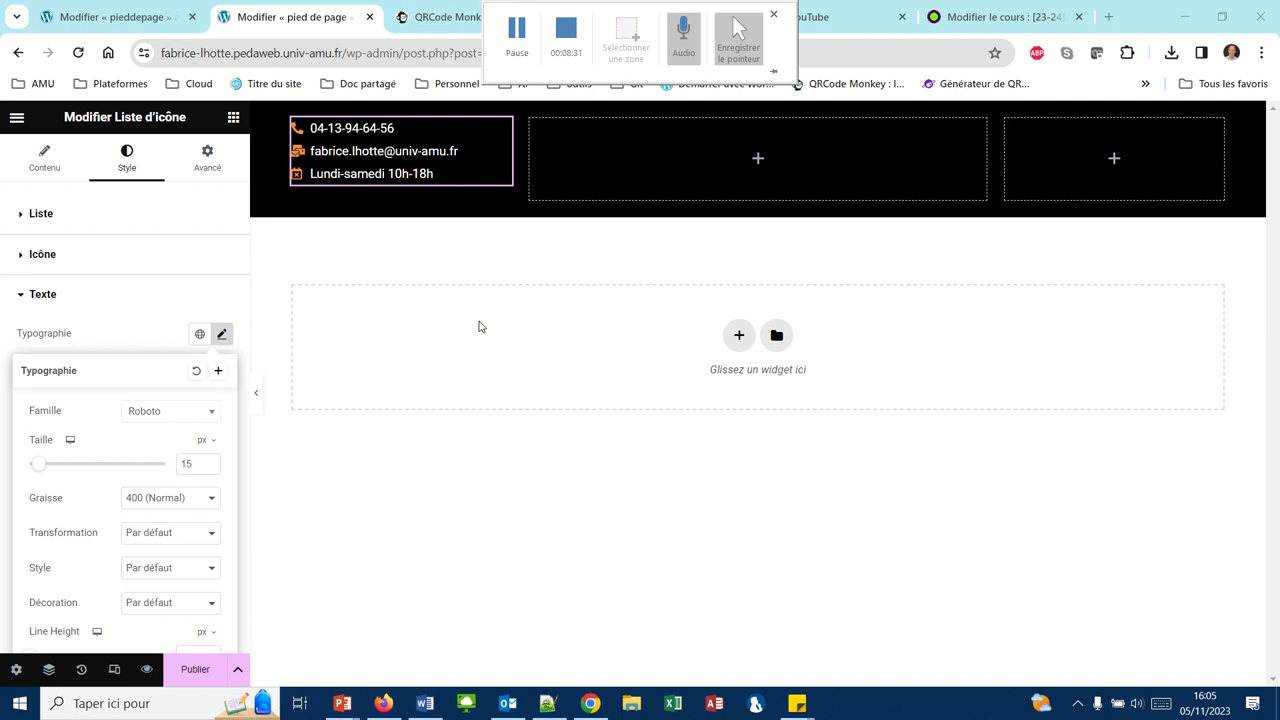 Modifier « pieddepage »
Modifier « pied de page
QRCode Monk
YouTube
Modifier le cours : [23-24]
Pause
00:08:31
Sélectionner
une zone
Audio
Enregistrer
le pointeur
fabrice.lhotte.pedaweb.univ-amu.fr/wp-admin/post.php?post=
AMU
Plateformes
Cloud
Titre du site
Doc partagé
Personnel
QRCode Monkey : l...
Générateur de QR...
Tous les favoris
Modifier Liste d'icône
04-13-94-64-56
fabrice.lhotte@univ-amu.fr
Lundi-samedi 10h-18h
Contenu
Style
Avancé
Liste
Icône
Texte
Typographie
Typographie
Famille
Roboto
Taille
px
15
Graisse
400 (Normal)
Transformation
Par défaut
Style
Par défaut
Décoration
Par défaut
Line Height
px
Glissez un widget ici
Publier
Taper ici pour
16:05
05/11/2023